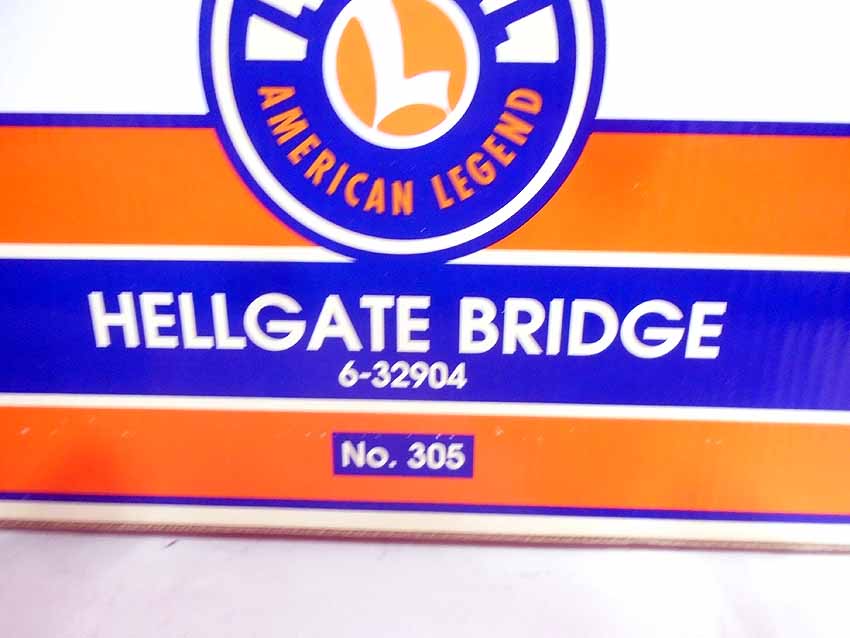 L
AMERICAN LEGEND
HELLGATE BRIDGE
6-32904
No. 305